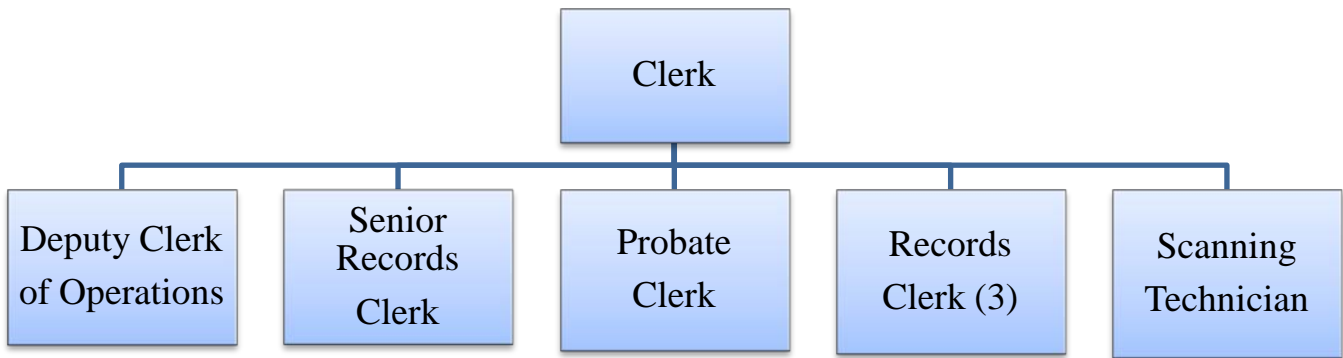 Clerk
Deputy Clerk
of Operations
Senior
Records
Clerk
Probate
Clerk
Records
Clerk (3)
Scanning
Technician